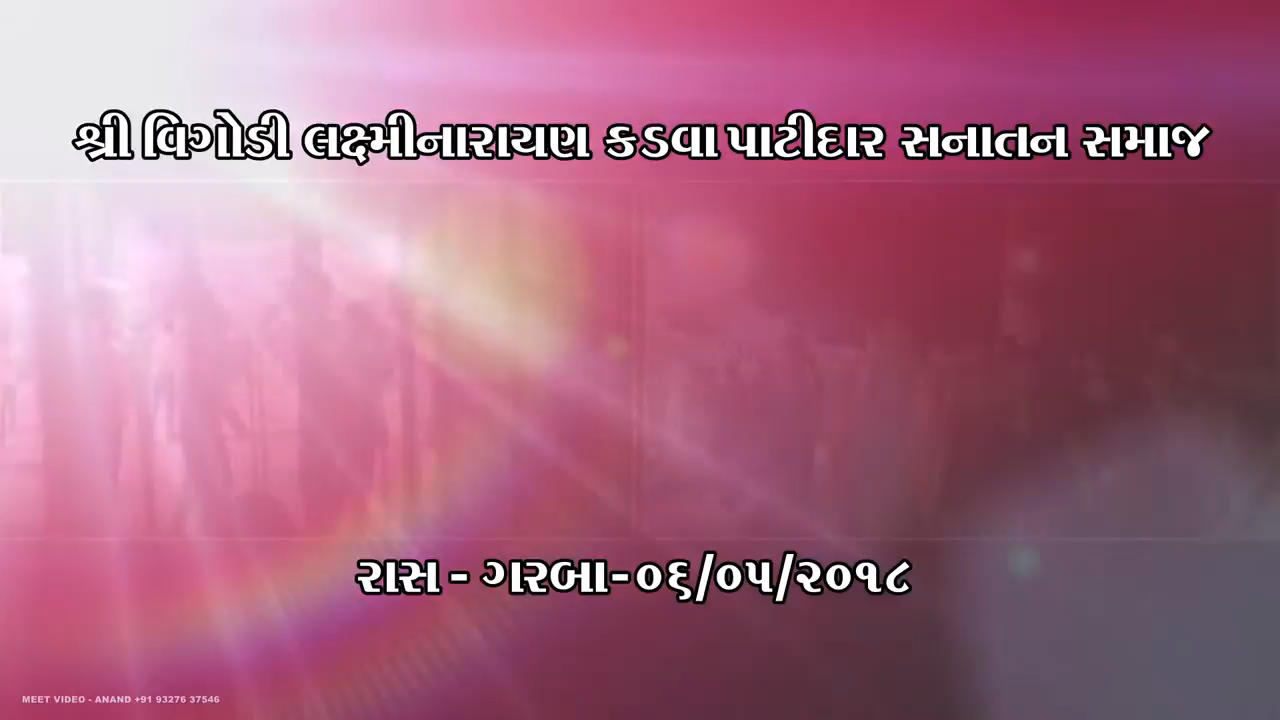 શ્રી વિગોડી લક્ષ્મીનારાયણ કડવા પાટીદાર સનાતન સમાજ
રાસ - ગરબા-૦૬/૦૫/૨૦૧૮
MEET VIDEO - ANAND +91 93276 37546